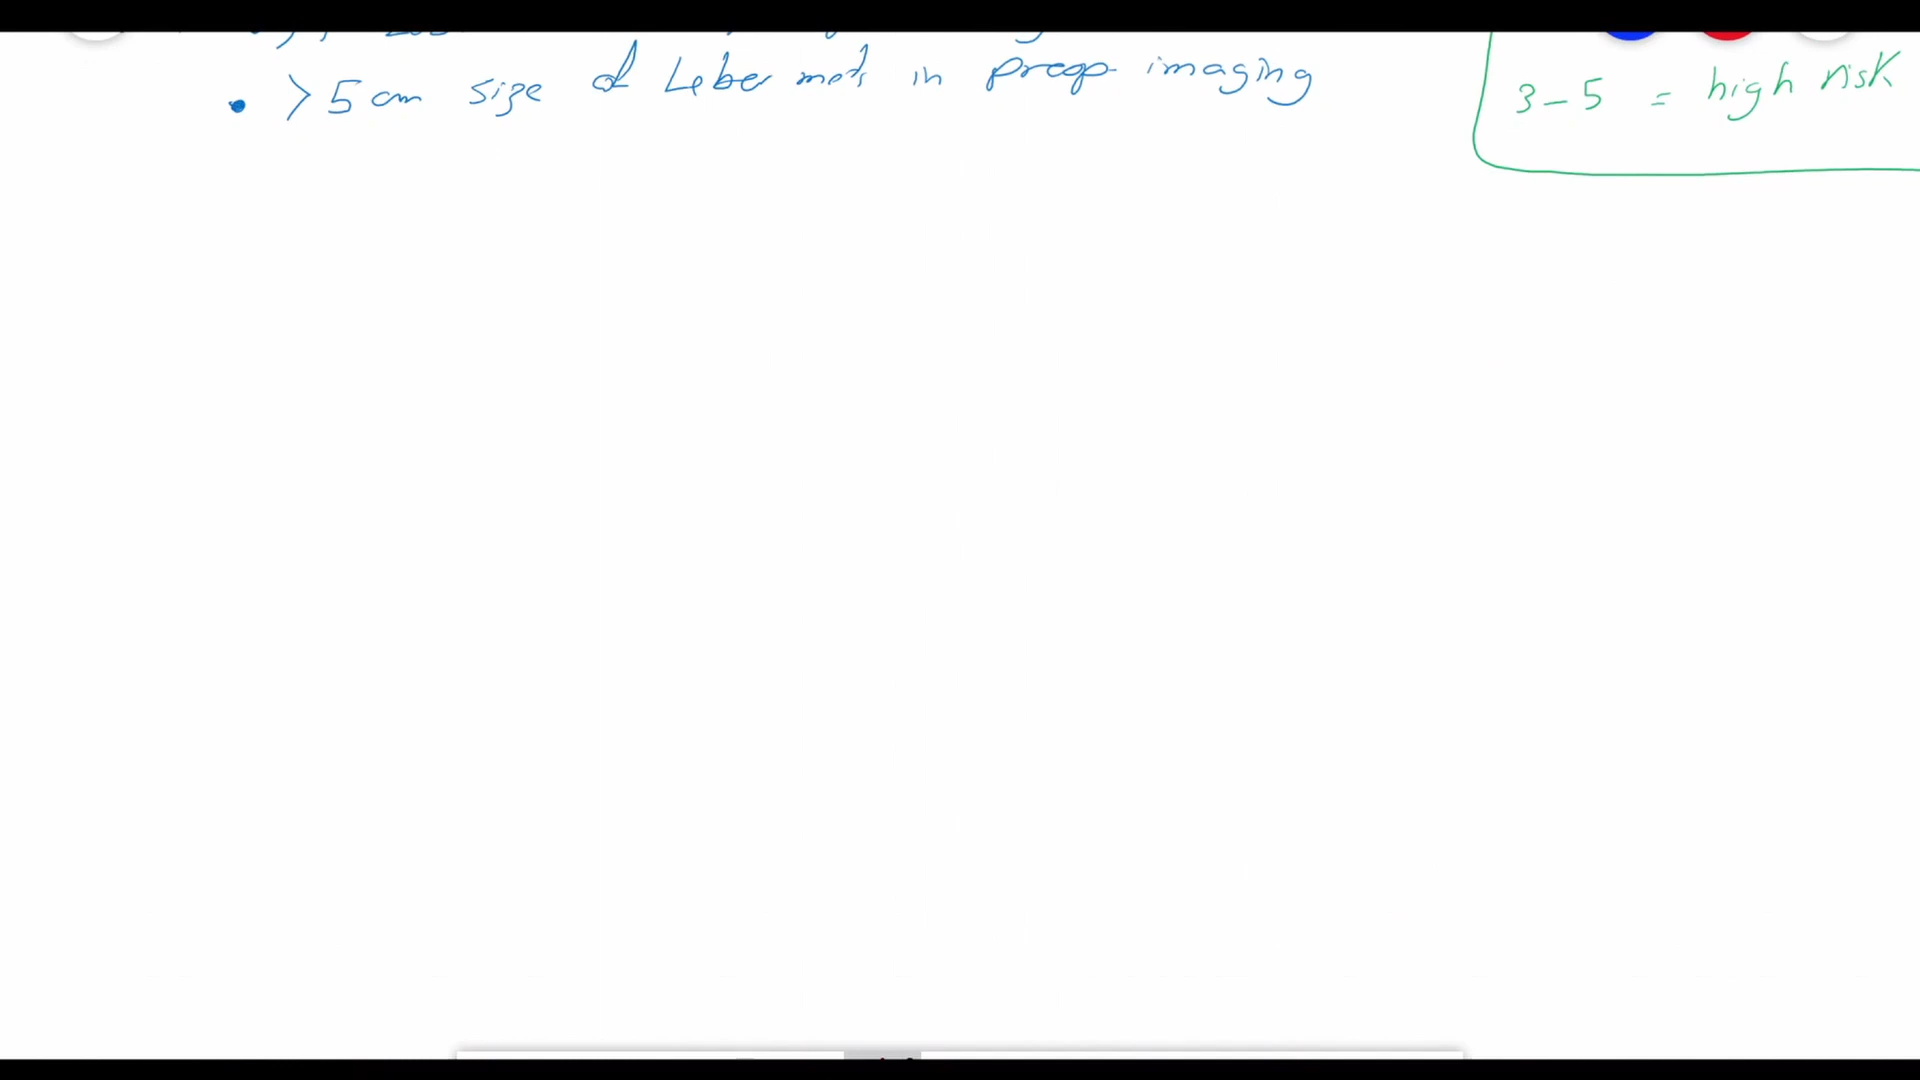 • > 5 cm size of Leber mets in preop imaging
3 – 5 = high risk